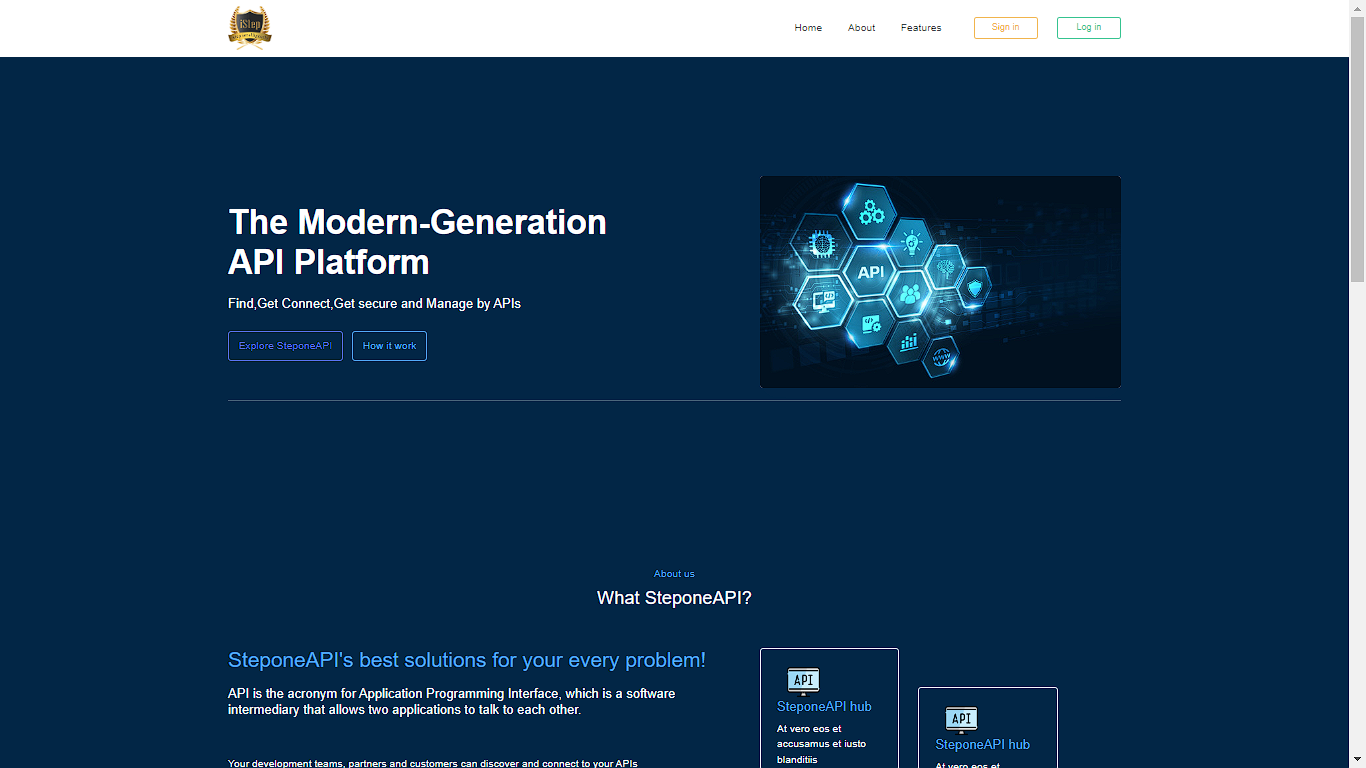 iStep
Home
About
Features
Sign in
Log in
The Modern-Generation
API Platform
Find,Get Connect,Get secure and Manage by APIs
Explore SteponeAPI
How it work
API
WWW
About us
What SteponeAPI?
SteponeAPI's best solutions for your every problem!
API is the acronym for Application Programming Interface, which is a software
intermediary that allows two applications to talk to each other.
Your development teams, partners and customers can discover and connect to your APIs
API
SteponeAPI hub
At vero eos et
accusamus et iusto
blanditiis
API
SteponeAPI hub
At vero eos et